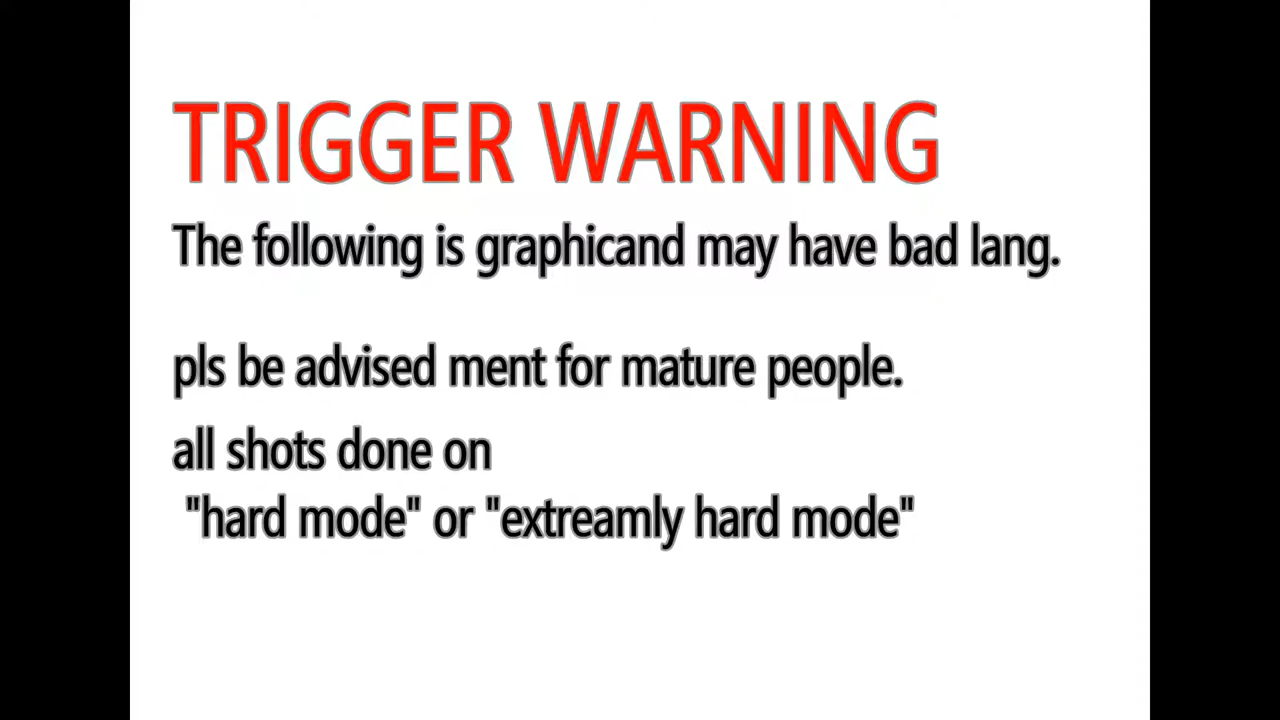 TRIGGER WARNING
The following is graphicand may have bad lang.
pls be advised ment for mature people.
all shots done on
"hard mode" or "extreamly hard mode"